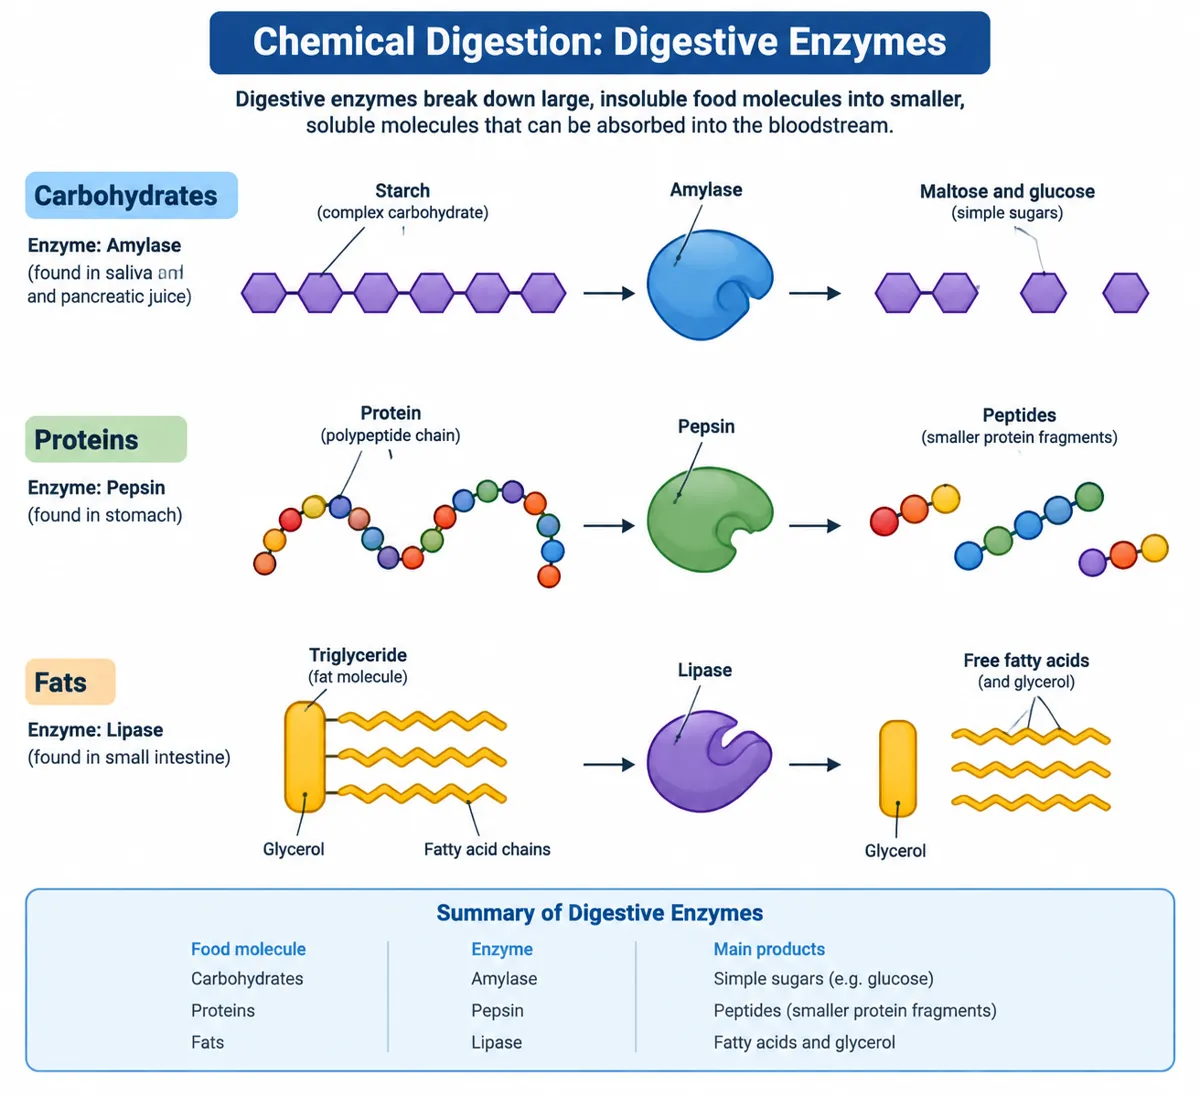 Chemical Digestion: Digestive Enzymes
Digestive enzymes break down large, insoluble food molecules into smaller,
soluble molecules that can be absorbed into the bloodstream.
Carbohydrates
Enzyme: Amylase
(found in saliva and
and pancreatic juice)
Starch
(complex carbohydrate)
Amylase
Maltose and glucose
(simple sugars)
Proteins
Enzyme: Pepsin
(found in stomach)
Protein
(polypeptide chain)
Pepsin
Peptides
(smaller protein fragments)
Fats
Enzyme: Lipase
(found in small intestine)
Triglyceride
(fat molecule)
Glycerol
Fatty acid chains
Lipase
Free fatty acids
(and glycerol)
Glycerol
Summary of Digestive Enzymes
Food molecule Enzyme Main products
Carbohydrates Amylase Simple sugars (e.g. glucose)
Proteins Pepsin Peptides (smaller protein fragments)
Fats Lipase Fatty acids and glycerol